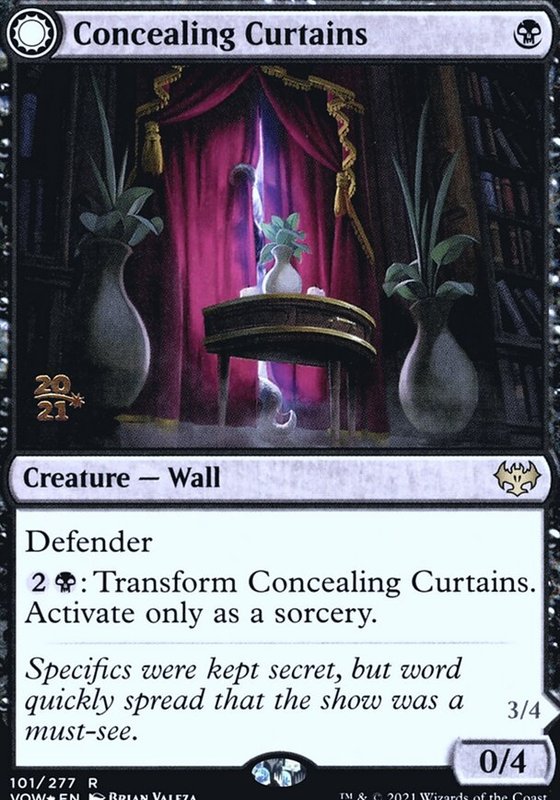 Concealing Curtains
20
21
Creature — Wall
Defender
2: Transform Concealing Curtains.
Activate only as a sorcery.
Specifics were kept secret, but word
quickly spread that the show was a
must-see.
3/4
0/4
101/277 R
VOW★EN Brian Valeza
™ & © 2021 Wizards of the Coast